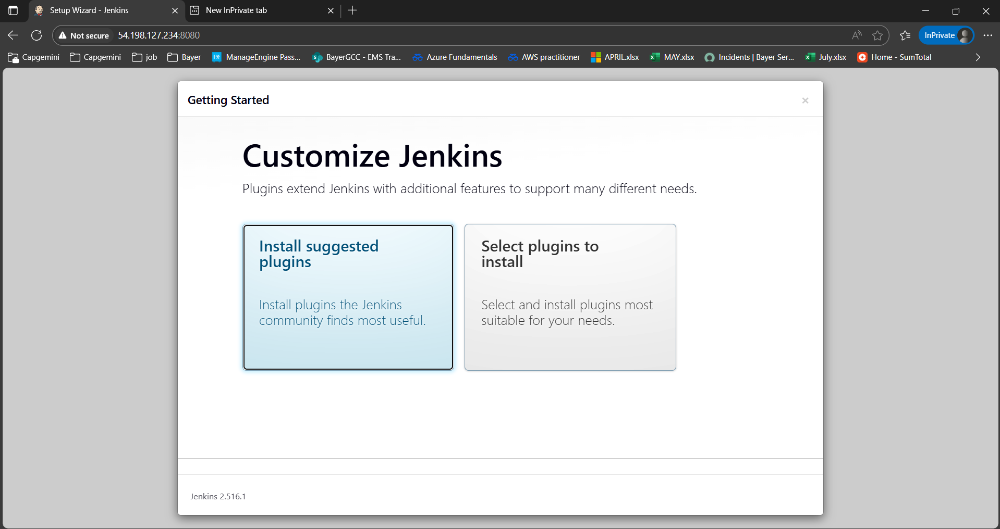 Setup Wizard - Jenkins
New InPrivate tab
Not secure 54.198.127.234:8080
InPrivate
Capgemini Capgemini job Bayer ManageEngine Pass... BayerGCC - EMS Tra... Azure Fundamentals AWS practitioner APRIL.xlsx MAY.xlsx Incidents | Bayer Ser... July.xlsx Home - SumTotal
Getting Started
Customize Jenkins
Plugins extend Jenkins with additional features to support many different needs.
Install suggested
plugins
Install plugins the Jenkins
community finds most useful.
Select plugins to
install
Select and install plugins most
suitable for your needs.
Jenkins 2.516.1